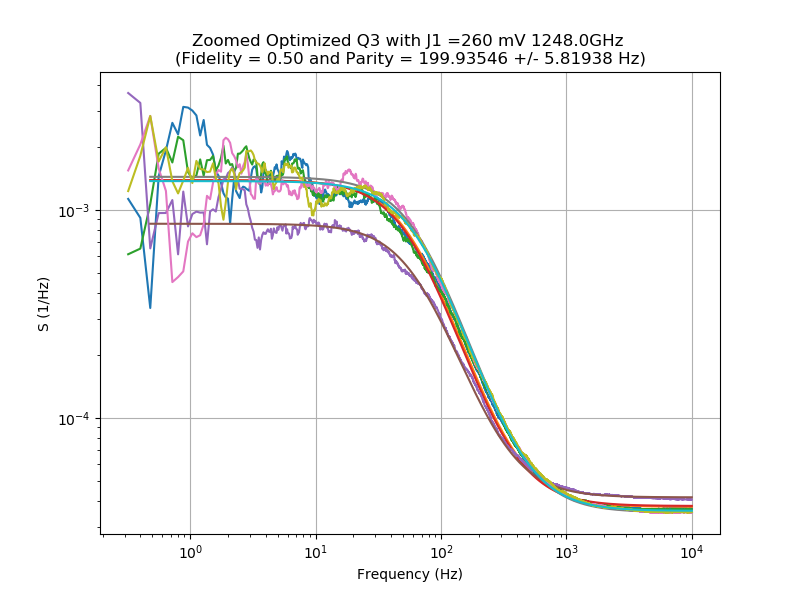 Zoomed Optimized Q3 with J1 =260 mV 1248.0GHz
(Fidelity = 0.50 and Parity = 199.93546 +/- 5.81938 Hz)
S (1/Hz)
10⁻³
10⁻⁴
10⁰ 10¹ 10² 10³ 10⁴
Frequency (Hz)